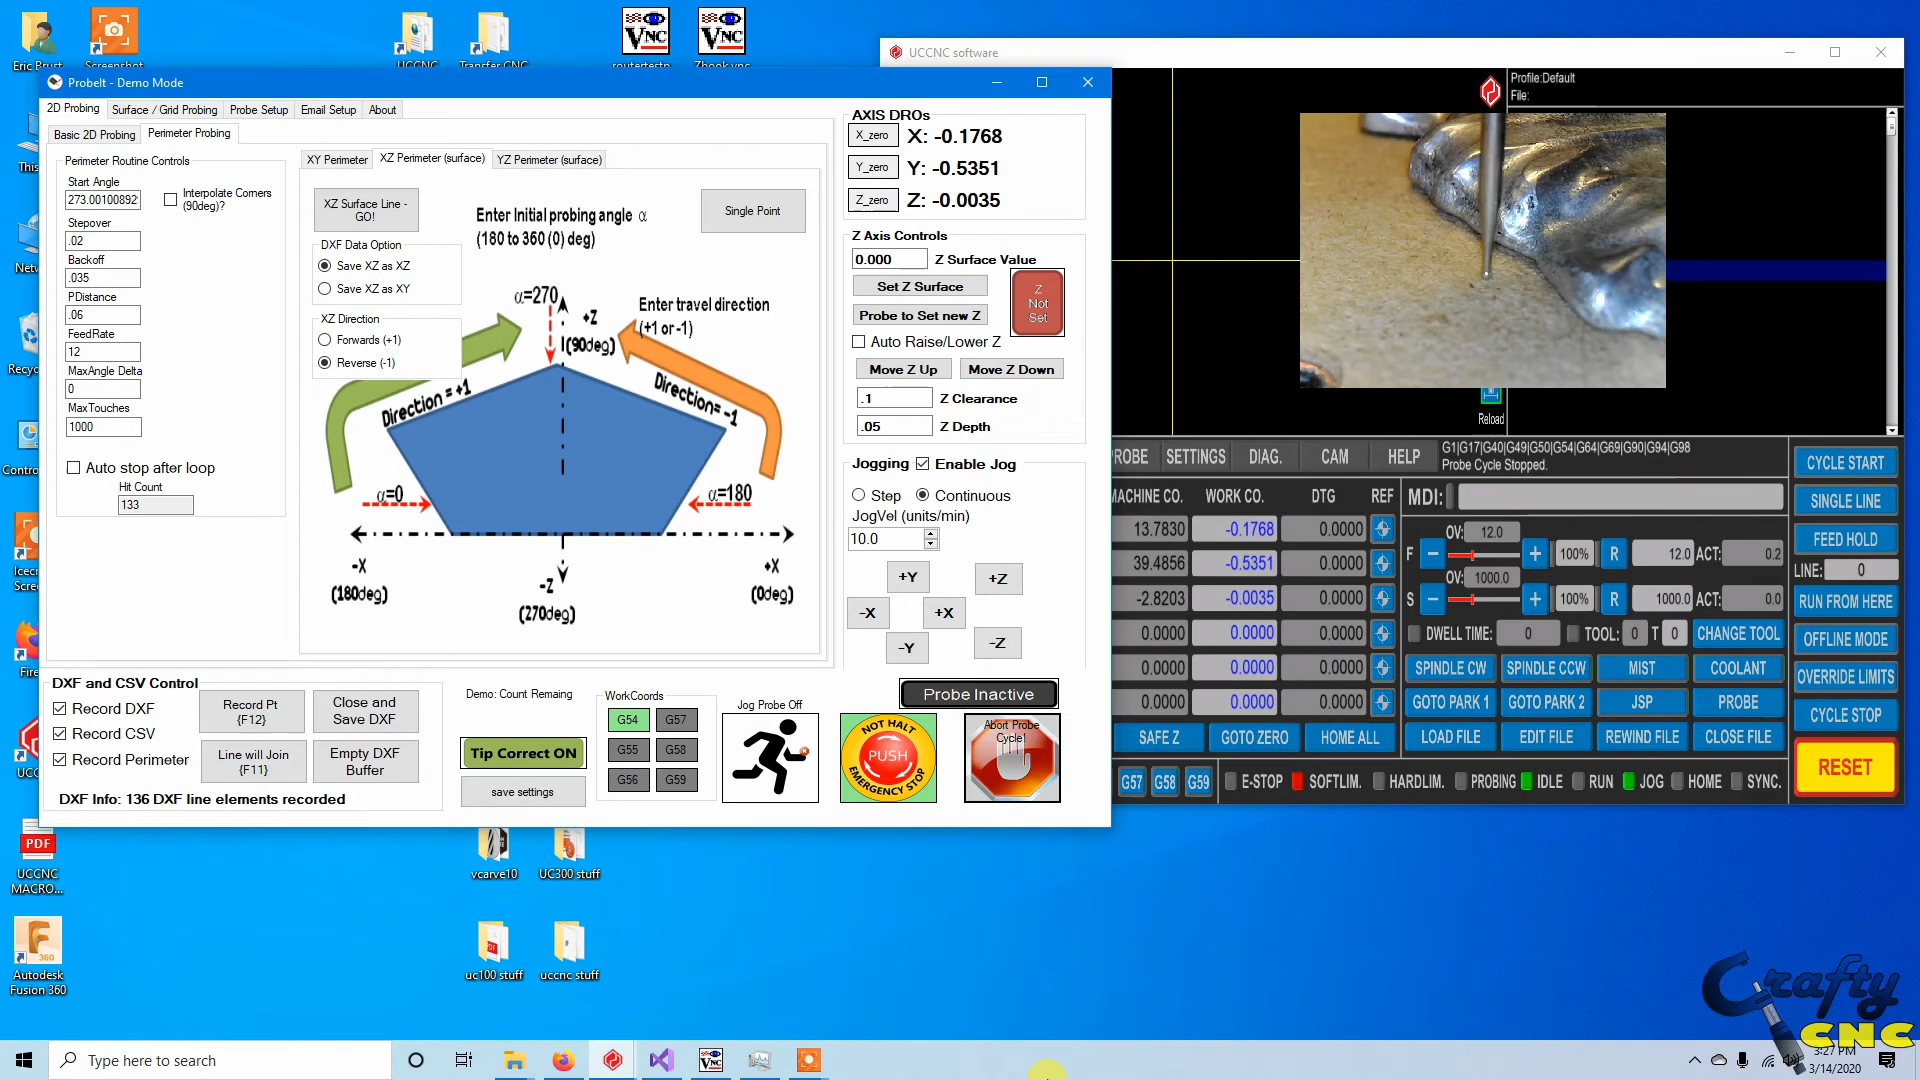 Eric Brust
Screenshot
UCCNC
Transfer CNC
routertestp
Zbook.vnc
UCCNC software
ProbeIt - Demo Mode
2D Probing
Surface / Grid Probing
Probe Setup
Email Setup
About
Basic 2D Probing
Perimeter Probing
Perimeter Routine Controls
Start Angle
273.00100892
Interpolate Corners
(90deg)?
Stepover
.02
Backoff
.035
PDistance
.06
FeedRate
12
MaxAngle Delta
0
MaxTouches
1000
Auto stop after loop
Hit Count
133
XY Perimeter
XZ Perimeter (surface)
YZ Perimeter (surface)
XZ Surface Line -
GO!
Enter Initial probing angle α
(180 to 360 (0) deg)
Single Point
DXF Data Option
Save XZ as XZ
Save XZ as XY
XZ Direction
Forwards (+1)
Reverse (-1)
α=270
+Z
(90deg)
Enter travel direction
(+1 or -1)
Direction = +1
Direction= -1
α=0
α=180
-X
(180deg)
-Z
(270deg)
+X
(0deg)
AXIS DROs
X_zero
X: -0.1768
Y_zero
Y: -0.5351
Z_zero
Z: -0.0035
Z Axis Controls
0.000
Z Surface Value
Set Z Surface
Probe to Set new Z
Z
Not
Set
Auto Raise/Lower Z
Move Z Up
Move Z Down
.1
Z Clearance
.05
Z Depth
Jogging
Enable Jog
Step
Continuous
JogVel (units/min)
10.0
+Y
+Z
-X
+X
-Y
-Z
DXF and CSV Control
Record DXF
Record CSV
Record Perimeter
Record Pt
{F12}
Close and
Save DXF
Line will Join
{F11}
Empty DXF
Buffer
DXF Info: 136 DXF line elements recorded
Demo: Count Remaing
Tip Correct ON
save settings
WorkCoords
G54
G57
G55
G58
G56
G59
Jog Probe Off
Probe Inactive
NOT HALT
PUSH
EMERGENCY STOP
Abort Probe
Cycle!
Profile:Default
File:
Reload
SETTINGS
DIAG.
CAM
HELP
G1|G17|G40|G49|G50|G54|G64|G69|G90|G94|G98
Probe Cycle Stopped.
WORK CO.
DTG
REF
MDI:
13.7830
-0.1768
0.0000
39.4856
-0.5351
0.0000
-2.8203
-0.0035
0.0000
0.0000
0.0000
0.0000
0.0000
0.0000
0.0000
0.0000
0.0000
0.0000
OV:
12.0
F
100%
R
12.0
ACT:
0.2
OV:
1000.0
S
100%
R
1000.0
ACT:
0.0
DWELL TIME:
0
TOOL:
0
T
0
CHANGE TOOL
SPINDLE CW
SPINDLE CCW
MIST
COOLANT
GOTO PARK 1
GOTO PARK 2
JSP
PROBE
SAFE Z
GOTO ZERO
HOME ALL
LOAD FILE
EDIT FILE
REWIND FILE
CLOSE FILE
G57
G58
G59
E-STOP
SOFTLIM.
HARDLIM.
PROBING
IDLE
RUN
JOG
HOME
SYNC.
CYCLE START
SINGLE LINE
FEED HOLD
LINE:
0
RUN FROM HERE
OFFLINE MODE
OVERRIDE LIMITS
CYCLE STOP
RESET
PDF
UCCNC
MACRO...
vcarve10
UC300 stuff
360
Autodesk
Fusion 360
uc100 stuff
uccnc stuff
Crafty
CNC
Type here to search
3:27 PM
3/14/2020